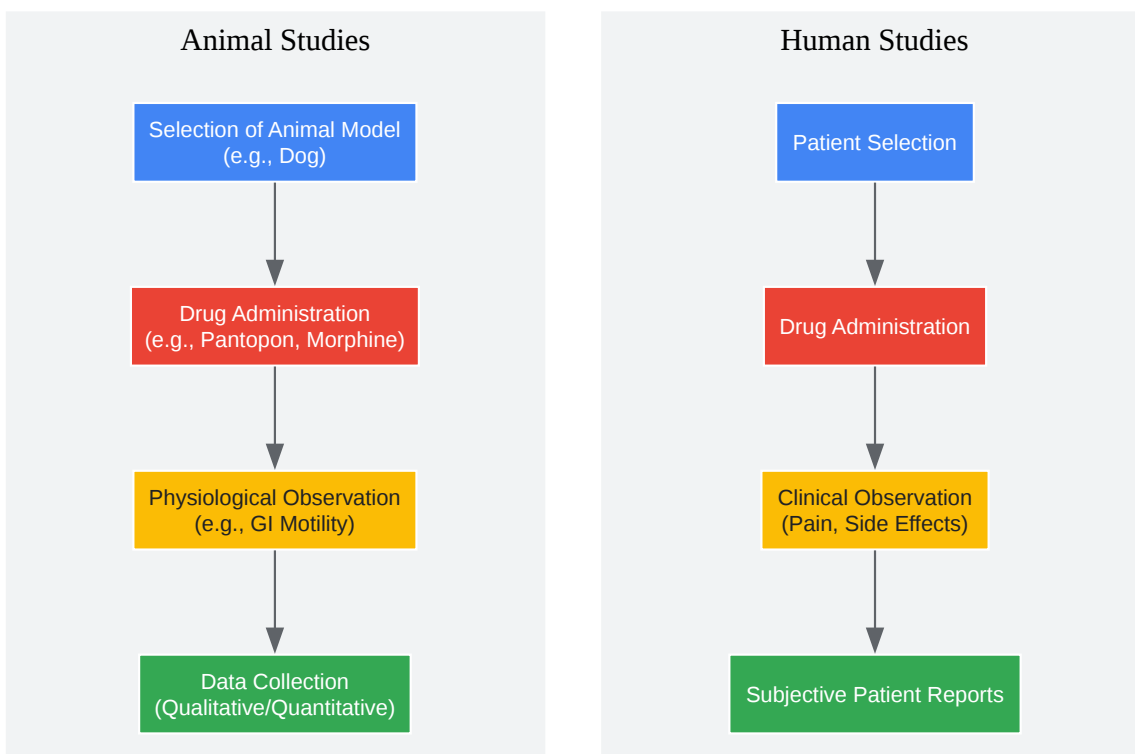 Animal Studies
Selection of Animal Model
(e.g., Dog)
Drug Administration
(e.g., Pantopon, Morphine)
Physiological Observation
(e.g., GI Motility)
Data Collection
(Qualitative/Quantitative)
Human Studies
Patient Selection
Drug Administration
Clinical Observation
(Pain, Side Effects)
Subjective Patient Reports